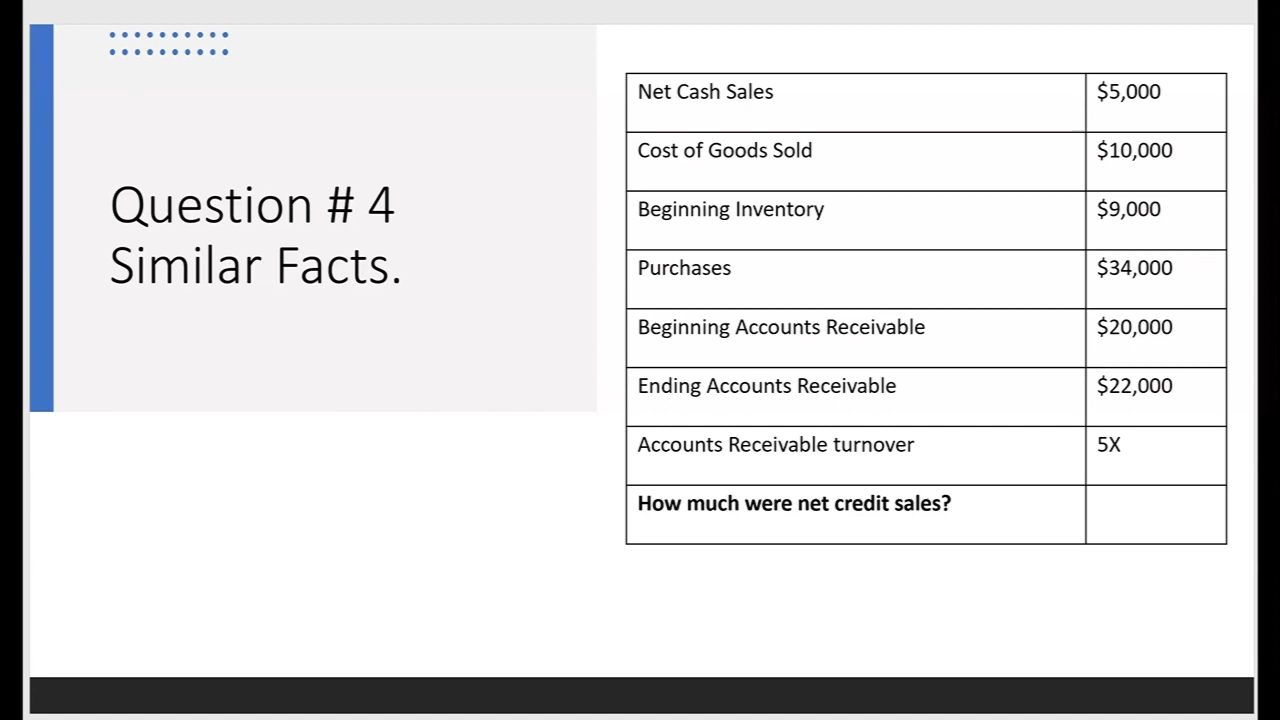 Question # 4
Similar Facts.
Net Cash Sales $5,000
Cost of Goods Sold $10,000
Beginning Inventory $9,000
Purchases $34,000
Beginning Accounts Receivable $20,000
Ending Accounts Receivable $22,000
Accounts Receivable turnover 5X
How much were net credit sales?